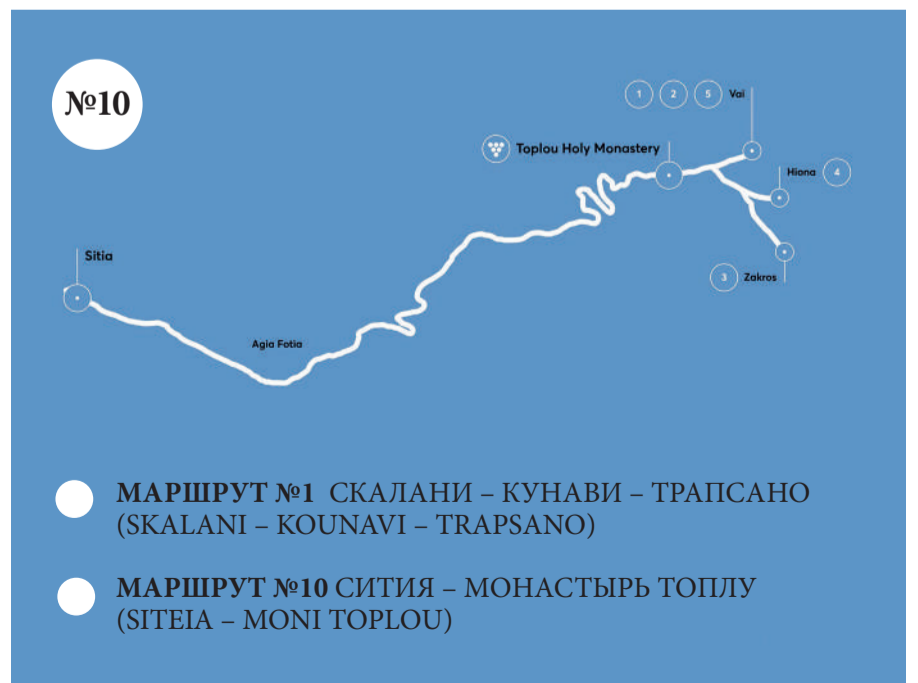 №10
1 2 5 Vai
Toplou Holy Monastery
Hiona 4
Sitia
3 Zakros
Agia Fotia
МАРШРУТ №1 СКАЛАНИ – КУНАВИ – ТРАПСАНО
(SKALANI – KOUNAVI – TRAPSANO)
МАРШРУТ №10 СИТИЯ – МОНАСТЫРЬ ТОПЛУ
(SITEIA – MONI TOPLOU)